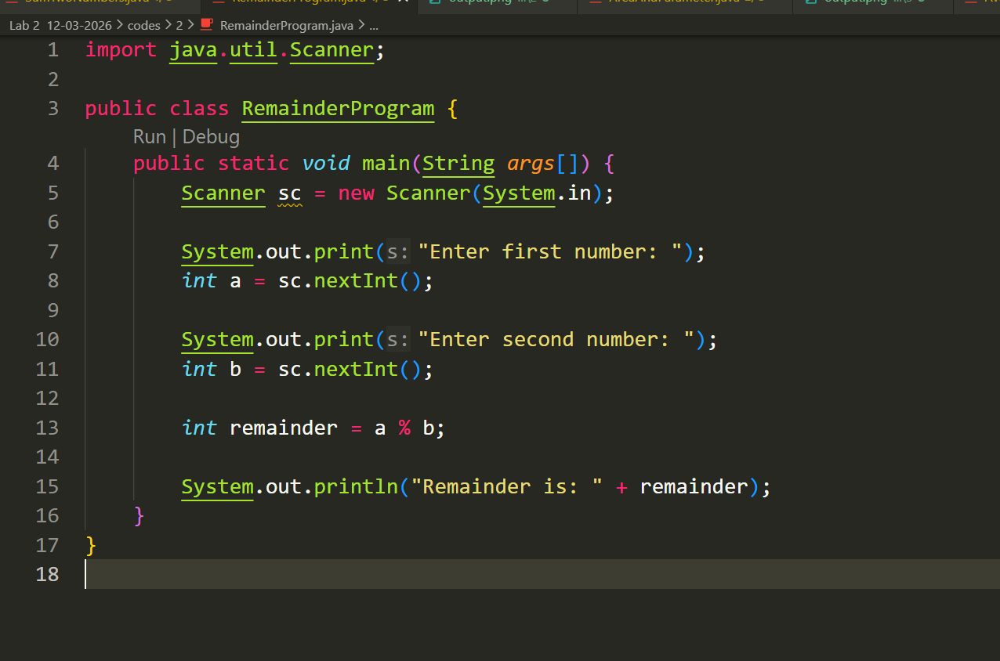 Lab 2 12-03-2026 > codes > 2 > RemainderProgram.java > ...
1 import java.util.Scanner;
2
3 public class RemainderProgram {
Run | Debug
4 public static void main(String args[]) {
5 Scanner sc = new Scanner(System.in);
6
7 System.out.print(s: "Enter first number: ");
8 int a = sc.nextInt();
9
10 System.out.print(s: "Enter second number: ");
11 int b = sc.nextInt();
12
13 int remainder = a % b;
14
15 System.out.println("Remainder is: " + remainder);
16 }
17 }
18